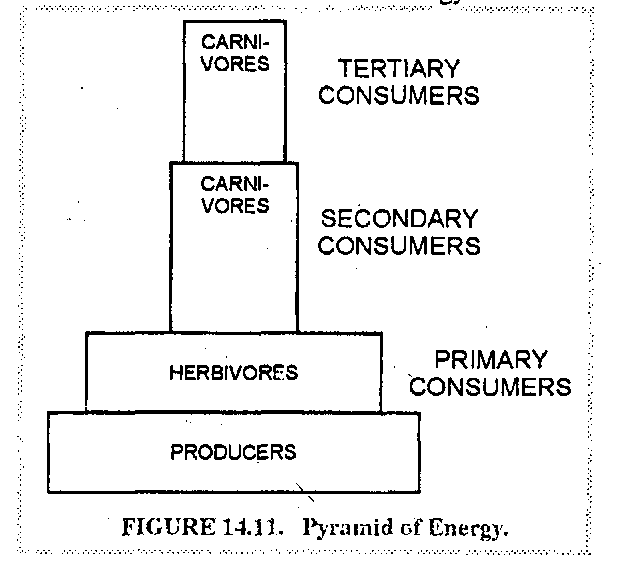 CARNI-
VORES
TERTIARY
CONSUMERS
CARNI-
VORES
SECONDARY
CONSUMERS
HERBIVORES
PRIMARY
CONSUMERS
PRODUCERS
FIGURE 14.11. Pyramid of Energy.